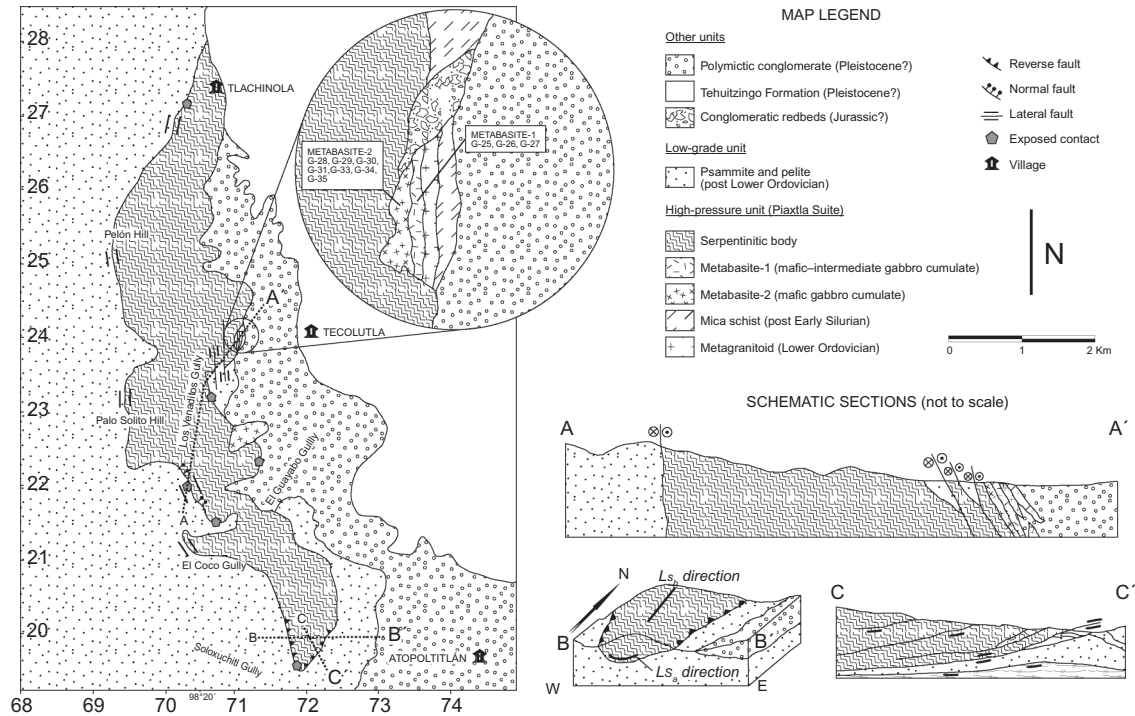 28
27
26
25
24
23
22
21
20
68
69
98°20´
70
71
72
73
74
TLACHINOLA
Pelón Hill
A´
TECOLUTLA
Los Venaditos Gully
Palo Solito Hill
El Guayabo Gully
A
El Coco Gully
C´
B
B´
C
Soloxuchitl Gully
ATOPOLTITLÁN
METABASITE-2
G-28, G-29, G-30,
G-31,G-33, G-34,
G-35
METABASITE-1
G-25, G-26, G-27
MAP LEGEND
Other units
Polymictic conglomerate (Pleistocene?)
Tehuitzingo Formation (Pleistocene?)
Conglomeratic redbeds (Jurassic?)
Low-grade unit
Psammite and pelite
(post Lower Ordovician)
High-pressure unit (Piaxtla Suite)
Serpentinitic body
Metabasite-1 (mafic–intermediate gabbro cumulate)
Metabasite-2 (mafic gabbro cumulate)
Mica schist (post Early Silurian)
Metagranitoid (Lower Ordovician)
Reverse fault
Normal fault
Lateral fault
Exposed contact
Village
N
0 1 2 Km
SCHEMATIC SECTIONS (not to scale)
A
A´
N
Lsb direction
B
B´
Lsa direction
W
E
C
C´